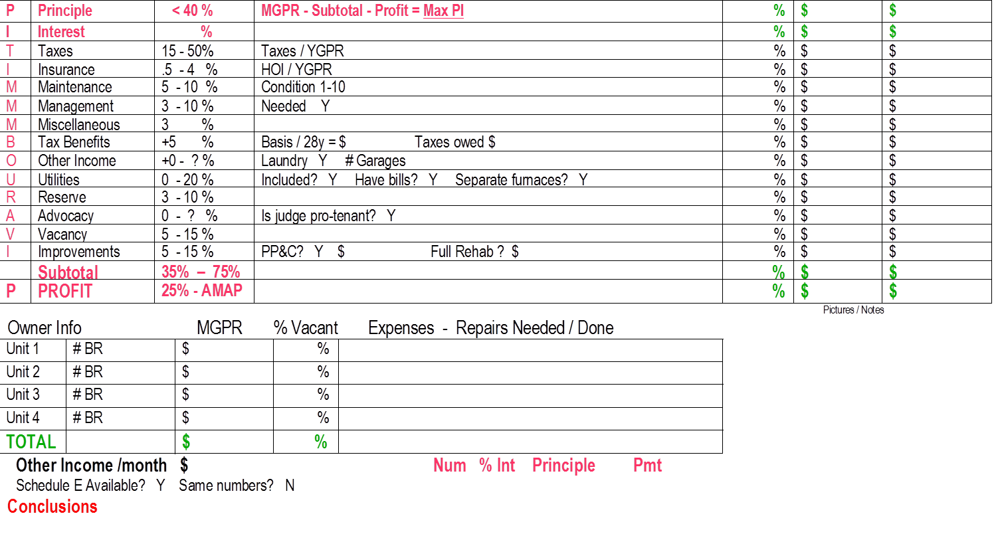 P Principle < 40 % MGPR - Subtotal - Profit = Max PI % $ $
I Interest % % $ $
T Taxes 15 - 50% Taxes / YGPR % $ $
I Insurance .5 - 4 % HOI / YGPR % $ $
M Maintenance 5 - 10 % Condition 1-10 % $ $
M Management 3 - 10 % Needed Y % $ $
M Miscellaneous 3 % % $ $
B Tax Benefits +5 % Basis / 28y = $ Taxes owed $ % $ $
O Other Income +0 - ? % Laundry Y # Garages % $ $
U Utilities 0 - 20 % Included? Y Have bills? Y Separate furnaces? Y % $ $
R Reserve 3 - 10 % % $ $
A Advocacy 0 - ? % Is judge pro-tenant? Y % $ $
V Vacancy 5 - 15 % % $ $
I Improvements 5 - 15 % PP&C? Y $ Full Rehab ? $ % $ $
Subtotal 35% – 75% % $ $
P PROFIT 25% - AMAP % $ $
Pictures / Notes
Owner Info MGPR % Vacant Expenses - Repairs Needed / Done
Unit 1 # BR $ %
Unit 2 # BR $ %
Unit 3 # BR $ %
Unit 4 # BR $ %
TOTAL $ %
Other Income /month $ Num % Int Principle Pmt
Schedule E Available? Y Same numbers? N
Conclusions